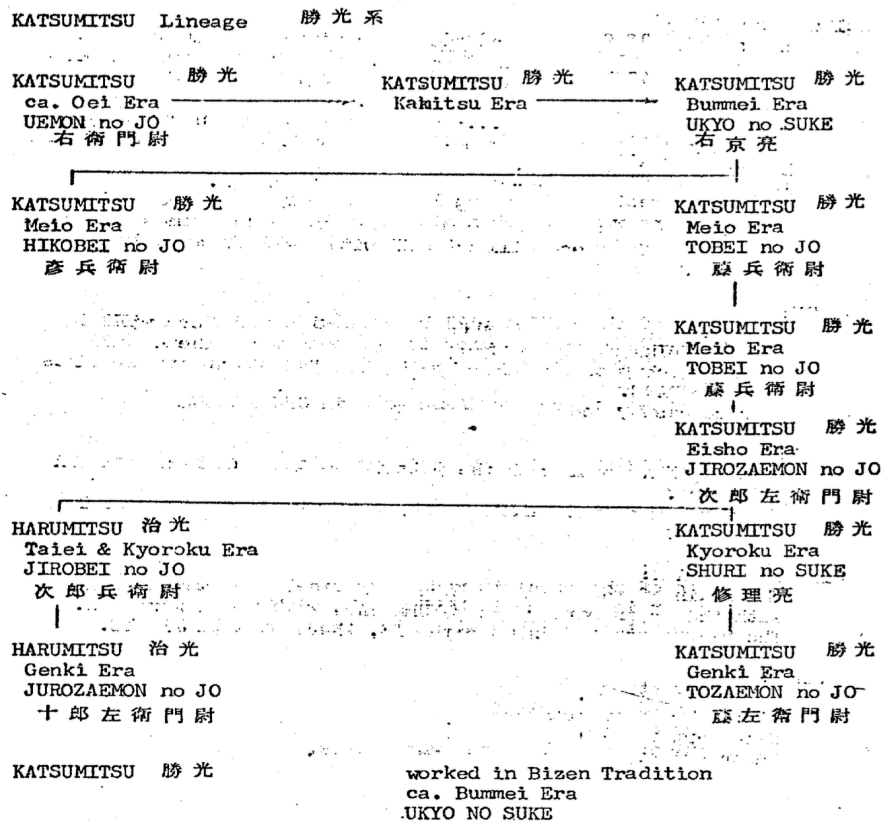 KATSUMITSU Lineage 勝光系
KATSUMITSU 勝光
ca. Oei Era
UEMON no JO
右衛門尉
KATSUMITSU 勝光
Kakitsu Era
KATSUMITSU 勝光
Bummei Era
UKYO no SUKE
右京亮
KATSUMITSU 勝光
Meio Era
HIKOBEI no JO
彦兵衛尉
KATSUMITSU 勝光
Meio Era
TOBEI no JO
藤兵衛尉
KATSUMITSU 勝光
Meio Era
TOBEI no JO
藤兵衛尉
KATSUMITSU 勝光
Eisho Era
JIROZAEMON no JO
次郎左衛門尉
HARUMITSU 治光
Taiei & Kyoroku Era
JIROBEI no JO
次郎兵衛尉
KATSUMITSU 勝光
Kyoroku Era
SHURI no SUKE
修理亮
HARUMITSU 治光
Genki Era
JUROZAEMON no JO
十郎左衛門尉
KATSUMITSU 勝光
Genki Era
TOZAEMON no JO
藤左衛門尉
KATSUMITSU 勝光
worked in Bizen Tradition
ca. Bummei Era
UKYO NO SUKE